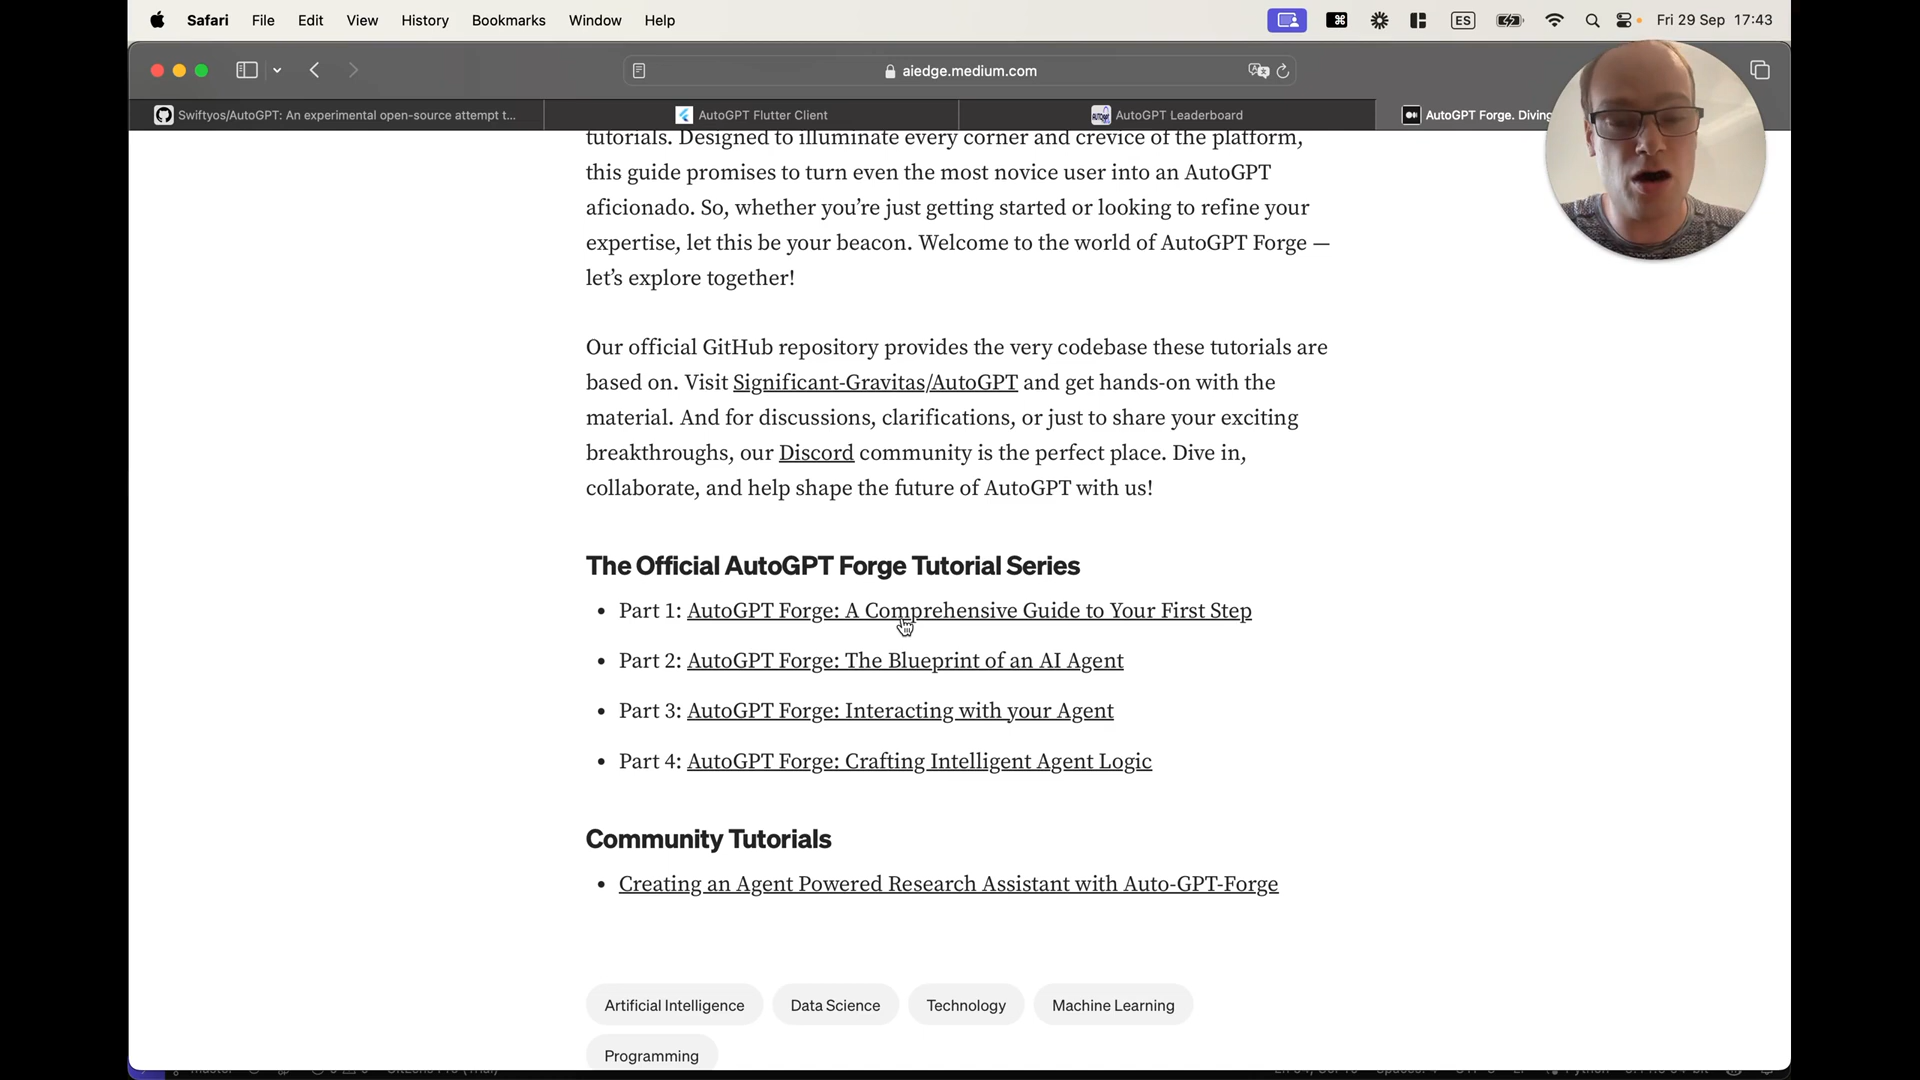 Safari File Edit View History Bookmarks Window Help ES Fri 29 Sep 17:43
aiedge.medium.com
Swiftyos/AutoGPT: An experimental open-source attempt t... AutoGPT Flutter Client AutoGPT Leaderboard AutoGPT Forge. Diving
tutorials. Designed to illuminate every corner and crevice of the platform,
this guide promises to turn even the most novice user into an AutoGPT
aficionado. So, whether you’re just getting started or looking to refine your
expertise, let this be your beacon. Welcome to the world of AutoGPT Forge —
let’s explore together!
Our official GitHub repository provides the very codebase these tutorials are
based on. Visit Significant-Gravitas/AutoGPT and get hands-on with the
material. And for discussions, clarifications, or just to share your exciting
breakthroughs, our Discord community is the perfect place. Dive in,
collaborate, and help shape the future of AutoGPT with us!
The Official AutoGPT Forge Tutorial Series
• Part 1: AutoGPT Forge: A Comprehensive Guide to Your First Step
• Part 2: AutoGPT Forge: The Blueprint of an AI Agent
• Part 3: AutoGPT Forge: Interacting with your Agent
• Part 4: AutoGPT Forge: Crafting Intelligent Agent Logic
Community Tutorials
• Creating an Agent Powered Research Assistant with Auto-GPT-Forge
Artificial Intelligence Data Science Technology Machine Learning
Programming